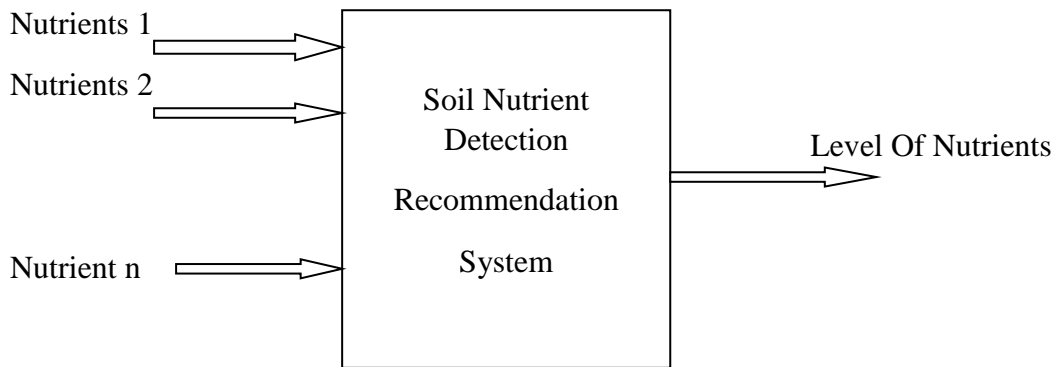 Nutrients 1
Nutrients 2
Nutrient n
Soil Nutrient
Detection
Recommendation
System
Level Of Nutrients